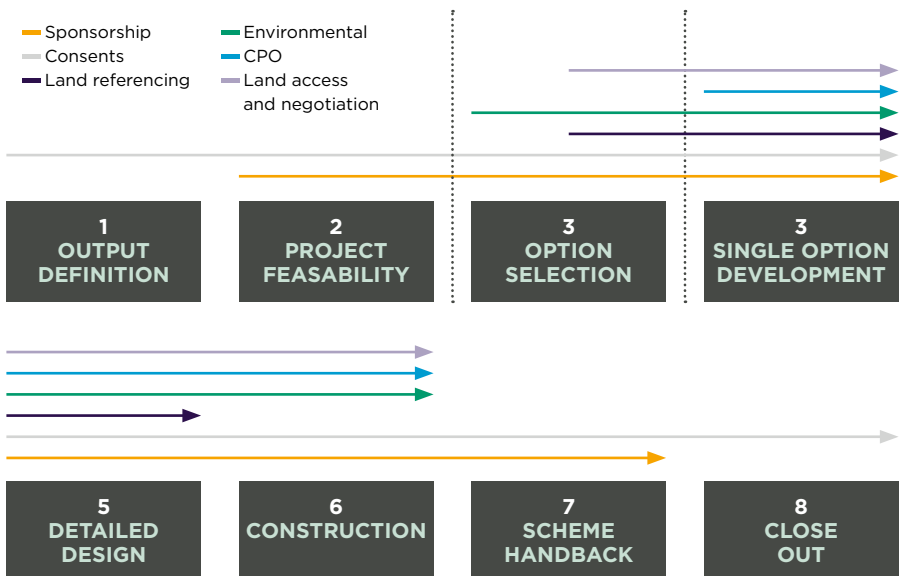 Sponsorship
Consents
Land referencing
Environmental
CPO
Land access
and negotiation
1
OUTPUT
DEFINITION
2
PROJECT
FEASABILITY
3
OPTION
SELECTION
3
SINGLE OPTION
DEVELOPMENT
5
DETAILED
DESIGN
6
CONSTRUCTION
7
SCHEME
HANDBACK
8
CLOSE
OUT